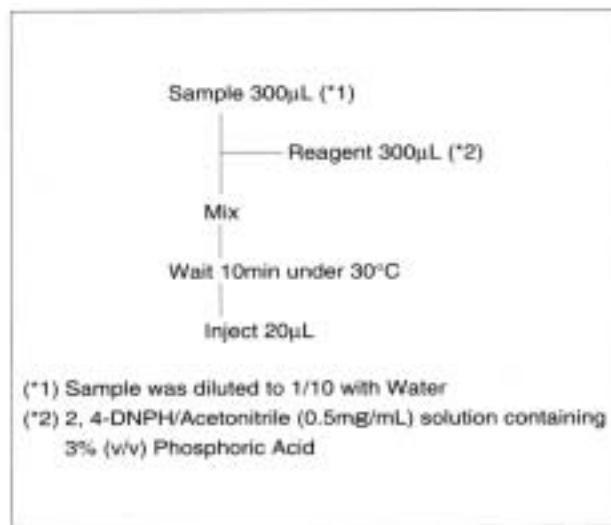 Sample 300μL (*1)
Reagent 300μL (*2)
Mix
Wait 10min under 30°C
Inject 20μL
(*1) Sample was diluted to 1/10 with Water
(*2) 2, 4-DNPH/Acetonitrile (0.5mg/mL) solution containing
3% (v/v) Phosphoric Acid